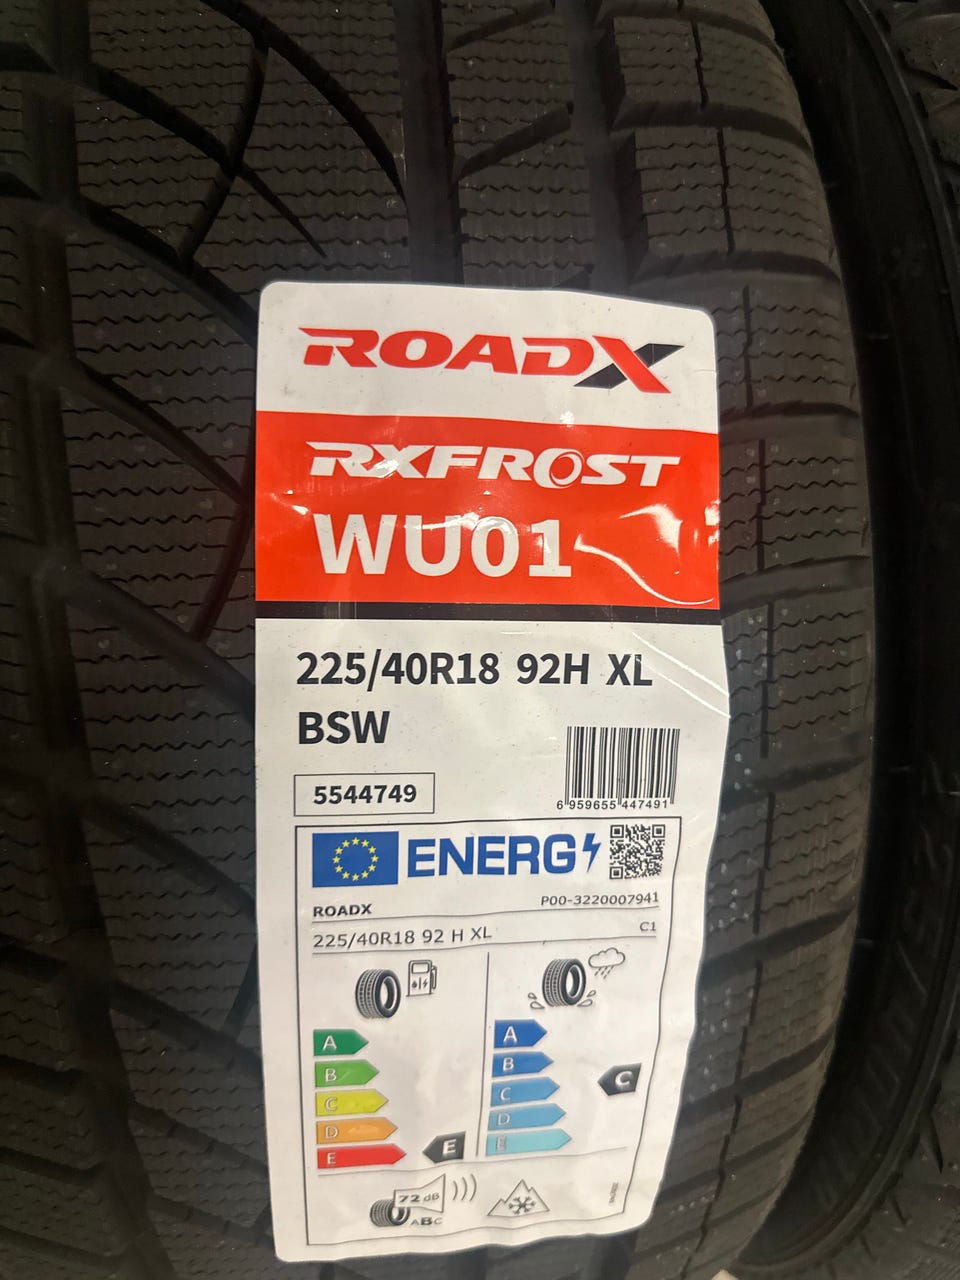 ROADX
RXFROST
WU01
225/40R18 92H XL
BSW
5544749
6 959655 447491
ENERG
ROADX
P00-3220007941
225/40R18 92 H XL
C1
A
B
C
D
E
E
A
B
C
D
E
C
72 dB
ABC